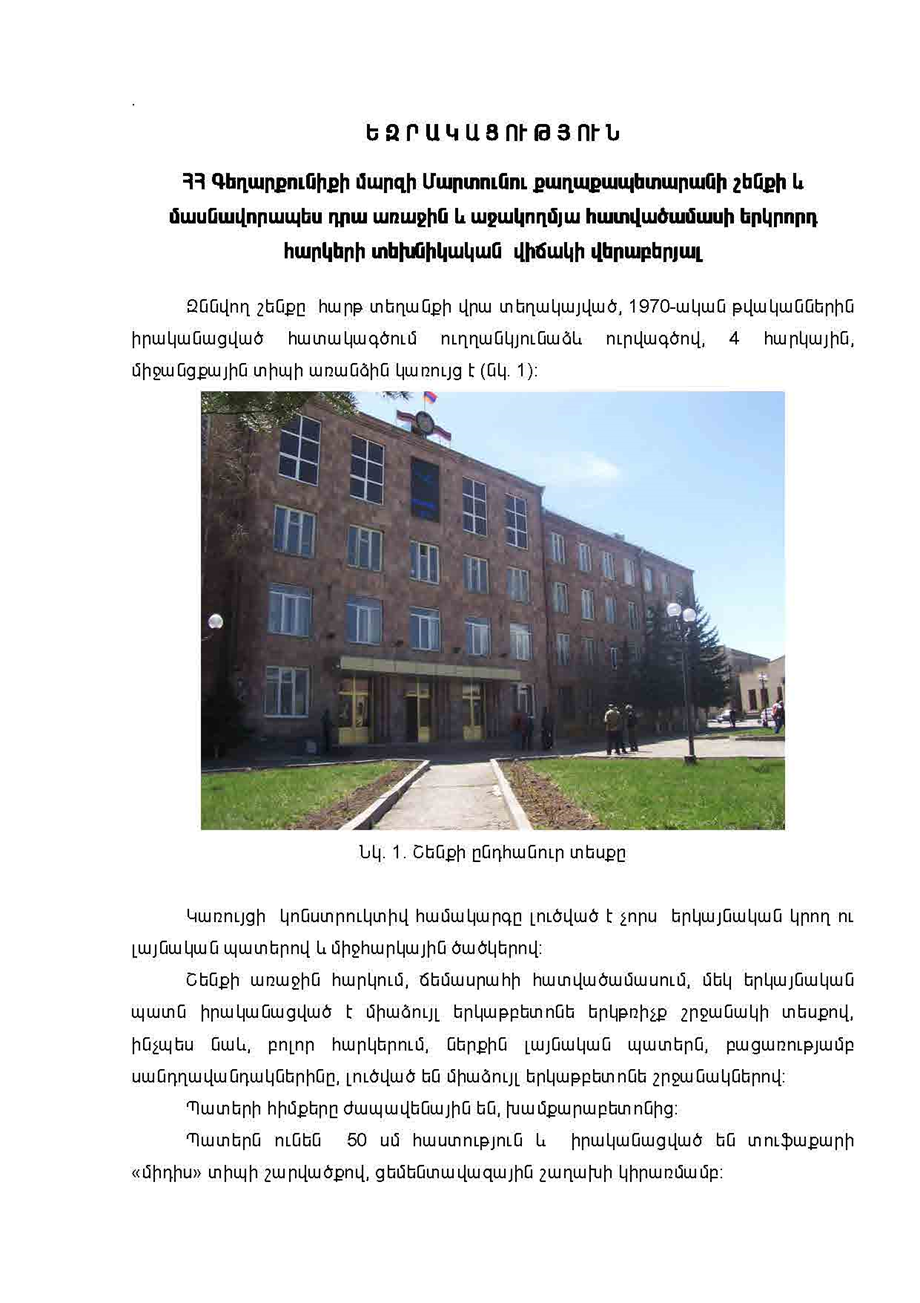 .
ԵԶՐԱԿԱՑՈՒԹՅՈՒՆ
ՀՀ Գեղարքունիքի մարզի Մարտունու քաղաքապետարանի շենքի և
մասնավորապես դրա առաջին և աջակողմյա հատվածամասի երկրորդ
հարկերի տեխնիկական վիճակի վերաբերյալ
Զննվող շենքը հարթ տեղանքի վրա տեղակայված, 1970-ական թվականներին
իրականացված հատակագծում ուղղանկյունաձև ուրվագծով, 4 հարկային,
միջանցքային տիպի առանձին կառույց է (նկ. 1):
Նկ. 1. Շենքի ընդհանուր տեսքը
Կառույցի կոնստրուկտիվ համակարգը լուծված է չորս երկայնական կրող ու
լայնական պատերով և միջհարկային ծածկերով:
Շենքի առաջին հարկում, ճեմասրահի հատվածամասում, մեկ երկայնական
պատն իրականացված է միաձույլ երկաթբետոնե երկթռիչք շրջանակի տեսքով,
ինչպես նաև, բոլոր հարկերում, ներքին լայնական պատերն, բացառությամբ
սանդղավանդակներինը, լուծված են միաձույլ երկաթբետոնե շրջանակներով:
Պատերի հիմքերը ժապավենային են, խամքարաբետոնից:
Պատերն ունեն 50 սմ հաստություն և իրականացված են տուֆաքարի
«միդիս» տիպի շարվածքով, ցեմենտավազային շաղախի կիրառմամբ: